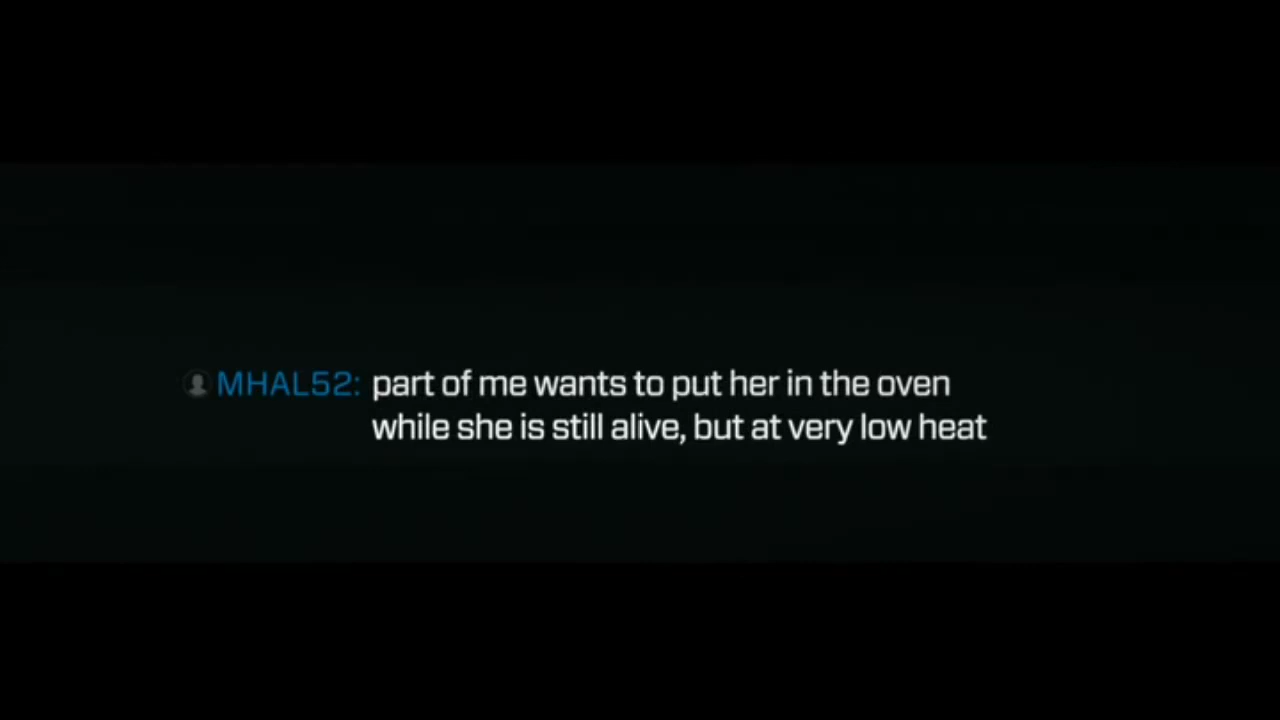 MHAL52: part of me wants to put her in the oven
while she is still alive, but at very low heat